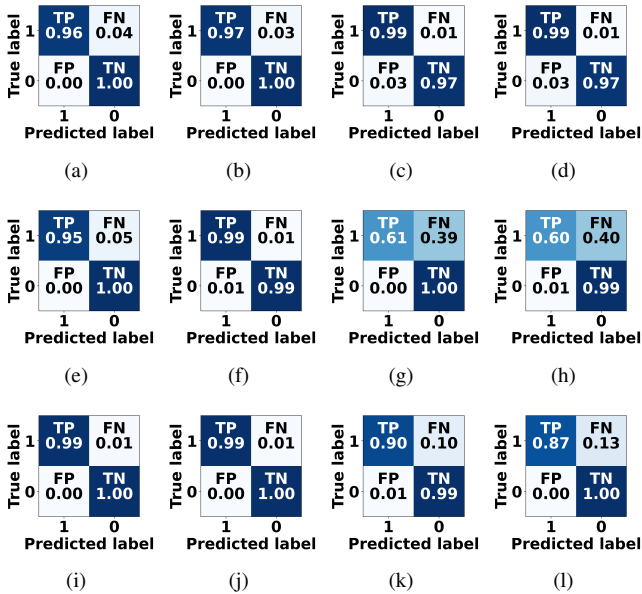 True label 1 TP FN
0.96 0.04
0 FP TN
0.00 1.00
1 0
Predicted label
(a)
True label 1 TP FN
0.97 0.03
0 FP TN
0.00 1.00
1 0
Predicted label
(b)
True label 1 TP FN
0.99 0.01
0 FP TN
0.03 0.97
1 0
Predicted label
(c)
True label 1 TP FN
0.99 0.01
0 FP TN
0.03 0.97
1 0
Predicted label
(d)
True label 1 TP FN
0.95 0.05
0 FP TN
0.00 1.00
1 0
Predicted label
(e)
True label 1 TP FN
0.99 0.01
0 FP TN
0.01 0.99
1 0
Predicted label
(f)
True label 1 TP FN
0.61 0.39
0 FP TN
0.00 1.00
1 0
Predicted label
(g)
True label 1 TP FN
0.60 0.40
0 FP TN
0.01 0.99
1 0
Predicted label
(h)
True label 1 TP FN
0.99 0.01
0 FP TN
0.00 1.00
1 0
Predicted label
(i)
True label 1 TP FN
0.99 0.01
0 FP TN
0.00 1.00
1 0
Predicted label
(j)
True label 1 TP FN
0.90 0.10
0 FP TN
0.01 0.99
1 0
Predicted label
(k)
True label 1 TP FN
0.87 0.13
0 FP TN
0.00 1.00
1 0
Predicted label
(l)